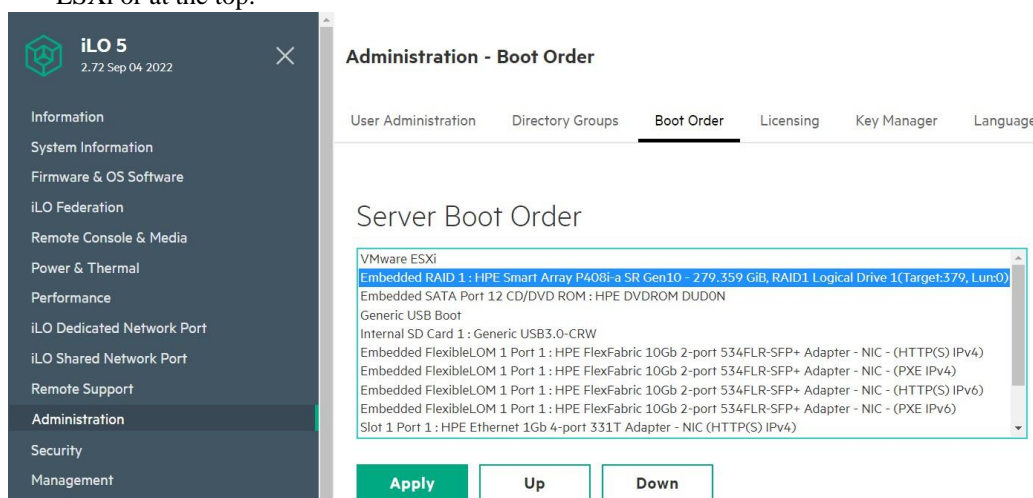 ESXi or at the top.
iLO 5
2.72 Sep 04 2022
Information
System Information
Firmware & OS Software
iLO Federation
Remote Console & Media
Power & Thermal
Performance
iLO Dedicated Network Port
iLO Shared Network Port
Remote Support
Administration
Security
Management
Administration - Boot Order
User Administration Directory Groups Boot Order Licensing Key Manager Language
Server Boot Order
VMware ESXi
Embedded RAID 1 : HPE Smart Array P408i-a SR Gen10 - 279.359 GiB, RAID1 Logical Drive 1(Target:379, Lun:0)
Embedded SATA Port 12 CD/DVD ROM : HPE DVDROM DUD0N
Generic USB Boot
Internal SD Card 1 : Generic USB3.0-CRW
Embedded FlexibleLOM 1 Port 1 : HPE FlexFabric 10Gb 2-port 534FLR-SFP+ Adapter - NIC - (HTTP(S) IPv4)
Embedded FlexibleLOM 1 Port 1 : HPE FlexFabric 10Gb 2-port 534FLR-SFP+ Adapter - NIC - (PXE IPv4)
Embedded FlexibleLOM 1 Port 1 : HPE FlexFabric 10Gb 2-port 534FLR-SFP+ Adapter - NIC - (HTTP(S) IPv6)
Embedded FlexibleLOM 1 Port 1 : HPE FlexFabric 10Gb 2-port 534FLR-SFP+ Adapter - NIC - (PXE IPv6)
Slot 1 Port 1 : HPE Ethernet 1Gb 4-port 331T Adapter - NIC (HTTP(S) IPv4)
Apply Up Down